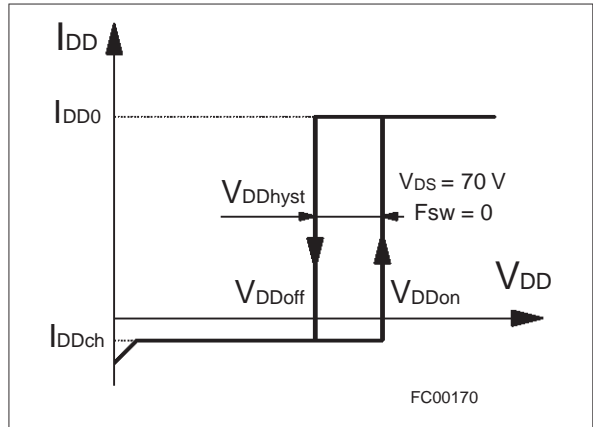 IDD
IDD0
VDDhyst
VDS = 70 V
Fsw = 0
VDD
VDDoff
VDDon
IDDch
FC00170